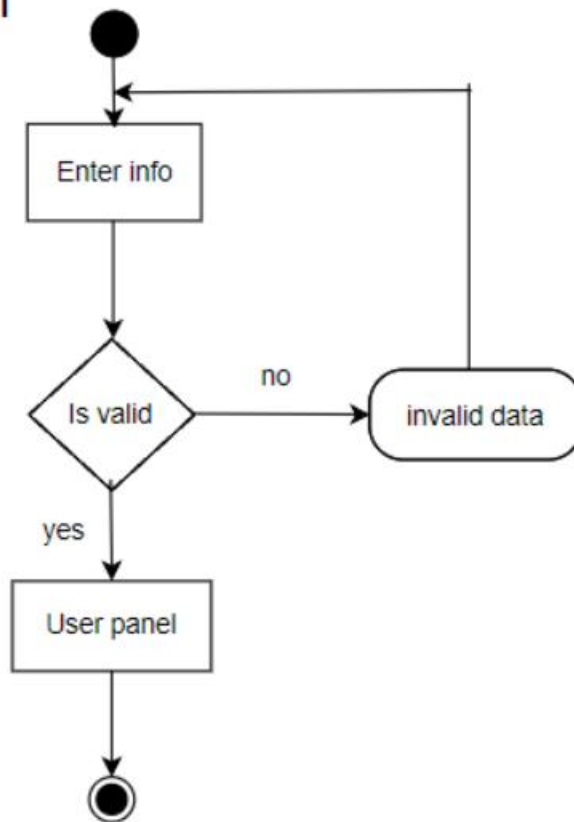 Enter info
Is valid
no
invalid data
yes
User panel